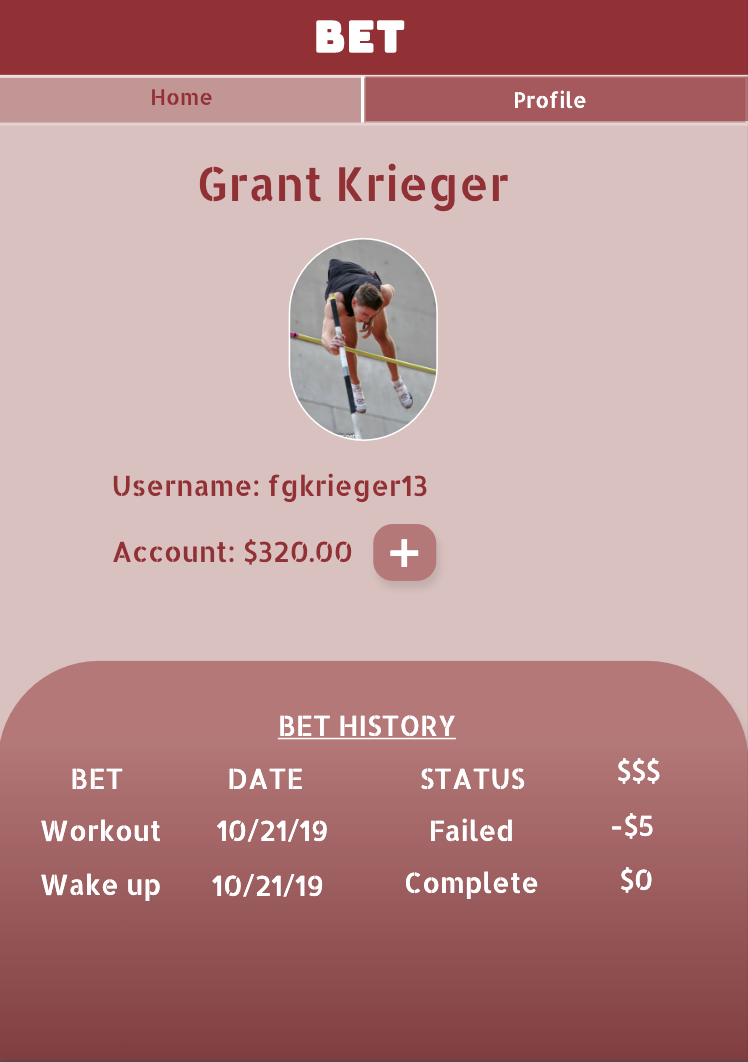 BET
Home Profile
Grant Krieger
Username: fgkrieger13
Account: $320.00 +
BET HISTORY
BET DATE STATUS $$$
Workout 10/21/19 Failed -$5
Wake up 10/21/19 Complete $0